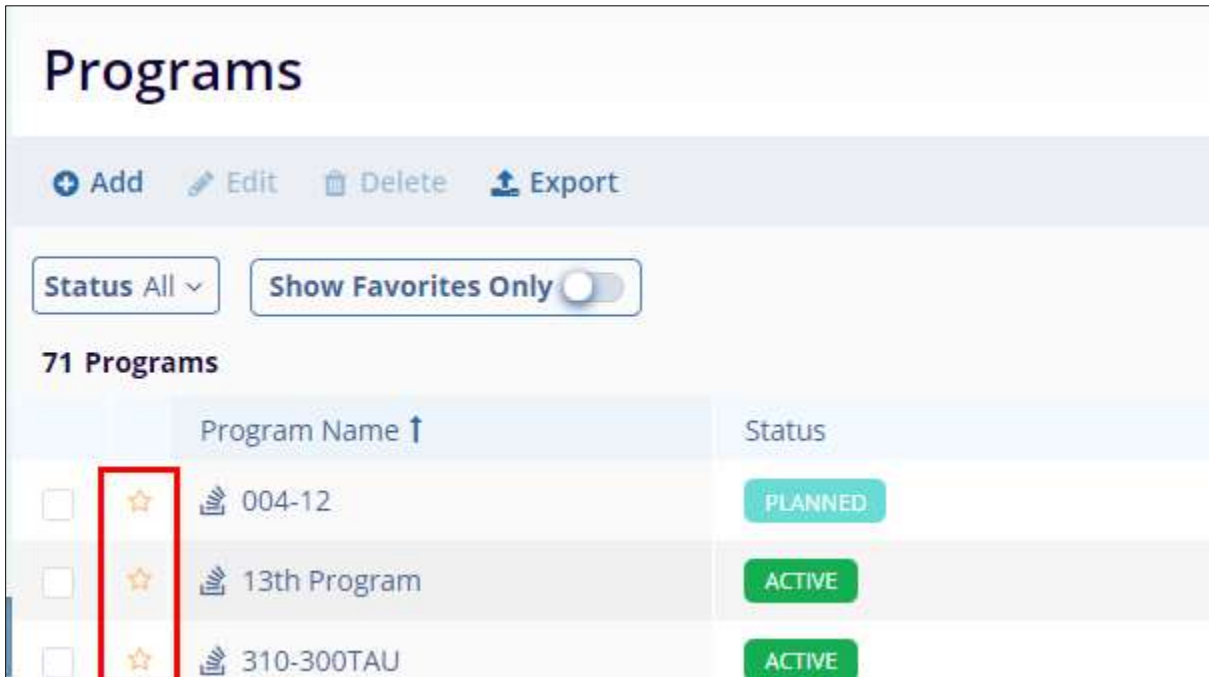 Programs
Add Edit Delete Export
Status All Show Favorites Only
71 Programs
Program Name Status
004-12 PLANNED
13th Program ACTIVE
310-300TAU ACTIVE